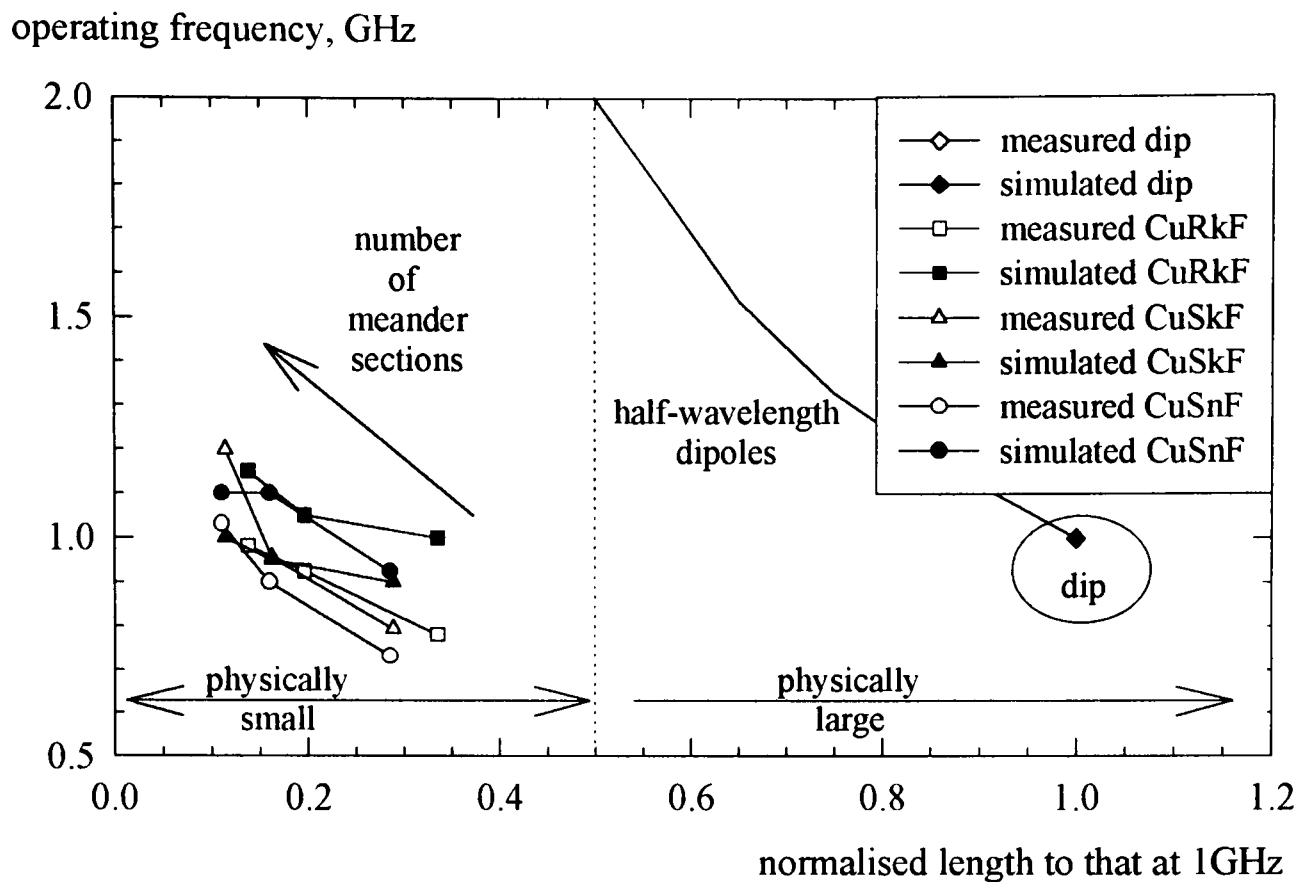 operating frequency, GHz
2.0
1.5
1.0
0.5
number
of
meander
sections
half-wavelength
dipoles
measured dip
simulated dip
measured CuRkF
simulated CuRkF
measured CuSkF
simulated CuSkF
measured CuSnF
simulated CuSnF
dip
physically
small
physically
large
0.0 0.2 0.4 0.6 0.8 1.0 1.2
normalised length to that at 1GHz